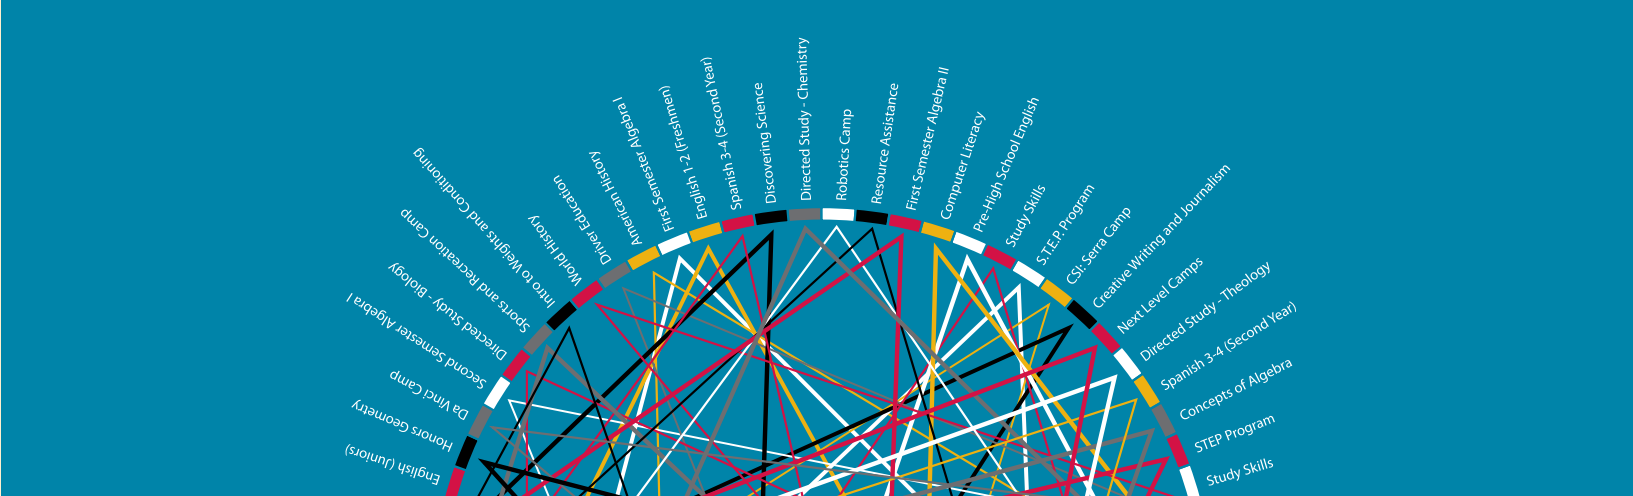 English (Juniors)
Honors Geometry
Da Vinci Camp
Second Semester Algebra I
Directed Study - Biology
Sports and Recreation Camp
Intro to Weights and Conditioning
World History
Driver Education
American History
First Semester Algebra I
English 1-2 (Freshmen)
Spanish 3-4 (Second Year)
Discovering Science
Directed Study - Chemistry
Robotics Camp
Resource Assistance
First Semester Algebra II
Computer Literacy
Pre-High School English
Study Skills
S.T.E.P. Program
CSI: Serra Camp
Creative Writing and Journalism
Next Level Camps
Directed Study - Theology
Spanish 3-4 (Second Year)
Concepts of Algebra
STEP Program
Study Skills